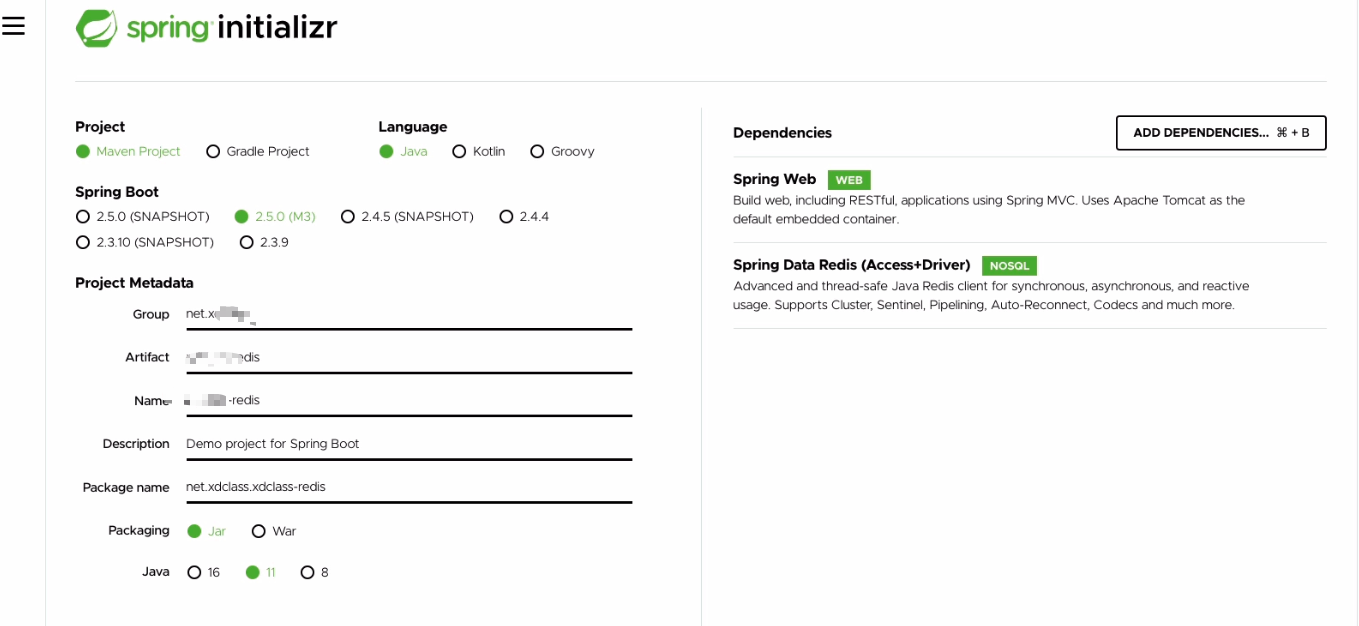 spring initializr
Project
Maven Project Gradle Project
Language
Java Kotlin Groovy
Spring Boot
2.5.0 (SNAPSHOT) 2.5.0 (M3) 2.4.5 (SNAPSHOT) 2.4.4
2.3.10 (SNAPSHOT) 2.3.9
Project Metadata
Group
Artifact
Name -redis
Description Demo project for Spring Boot
Package name net.xdclass.xdclass-redis
Packaging Jar War
Java 16 11 8
Dependencies
ADD DEPENDENCIES... ⌘ + B
Spring Web WEB
Build web, including RESTful, applications using Spring MVC. Uses Apache Tomcat as the
default embedded container.
Spring Data Redis (Access+Driver) NOSQL
Advanced and thread-safe Java Redis client for synchronous, asynchronous, and reactive
usage. Supports Cluster, Sentinel, Pipelining, Auto-Reconnect, Codecs and much more.